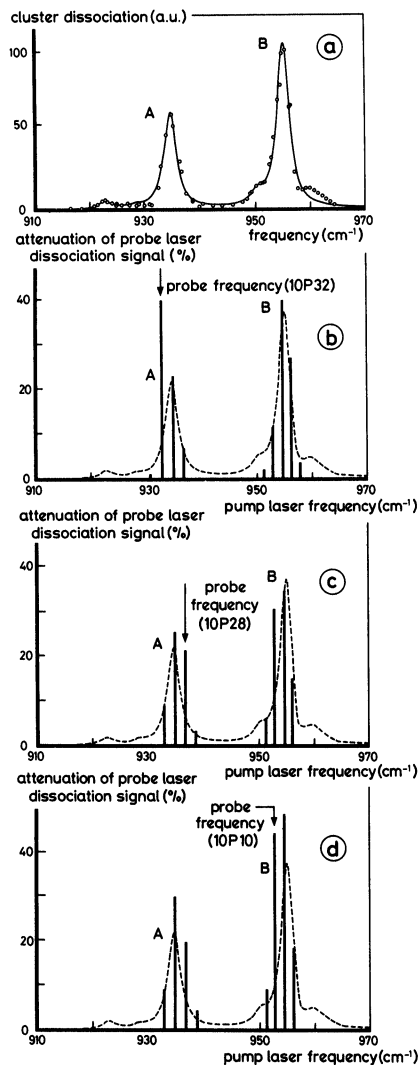 cluster dissociation (a.u.)
a
100
50
0
A
B
910
930
950
970
frequency (cm⁻¹)
attenuation of probe laser
dissociation signal (%)
probe frequency (10P32)
b
40
20
0
A
B
910
930
950
970
pump laser frequency (cm⁻¹)
attenuation of probe laser
dissociation signal (%)
probe
frequency
(10P28)
c
40
20
0
A
B
910
930
950
970
pump laser frequency (cm⁻¹)
attenuation of probe laser
dissociation signal (%)
probe
frequency
(10P10)
d
40
20
0
A
B
910
930
950
970
pump laser frequency (cm⁻¹)